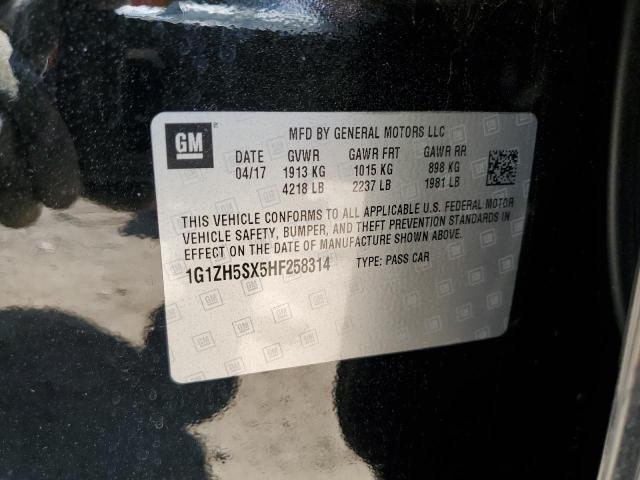 GM
MFD BY GENERAL MOTORS LLC
DATE GVWR GAWR FRT GAWR RR
04/17 1913 KG 1015 KG 898 KG
4218 LB 2237 LB 1981 LB
THIS VEHICLE CONFORMS TO ALL APPLICABLE U.S. FEDERAL MOTOR
VEHICLE SAFETY, BUMPER, AND THEFT PREVENTION STANDARDS IN
EFFECT ON THE DATE OF MANUFACTURE SHOWN ABOVE.
1G1ZH5SX5HF258314 TYPE: PASS CAR